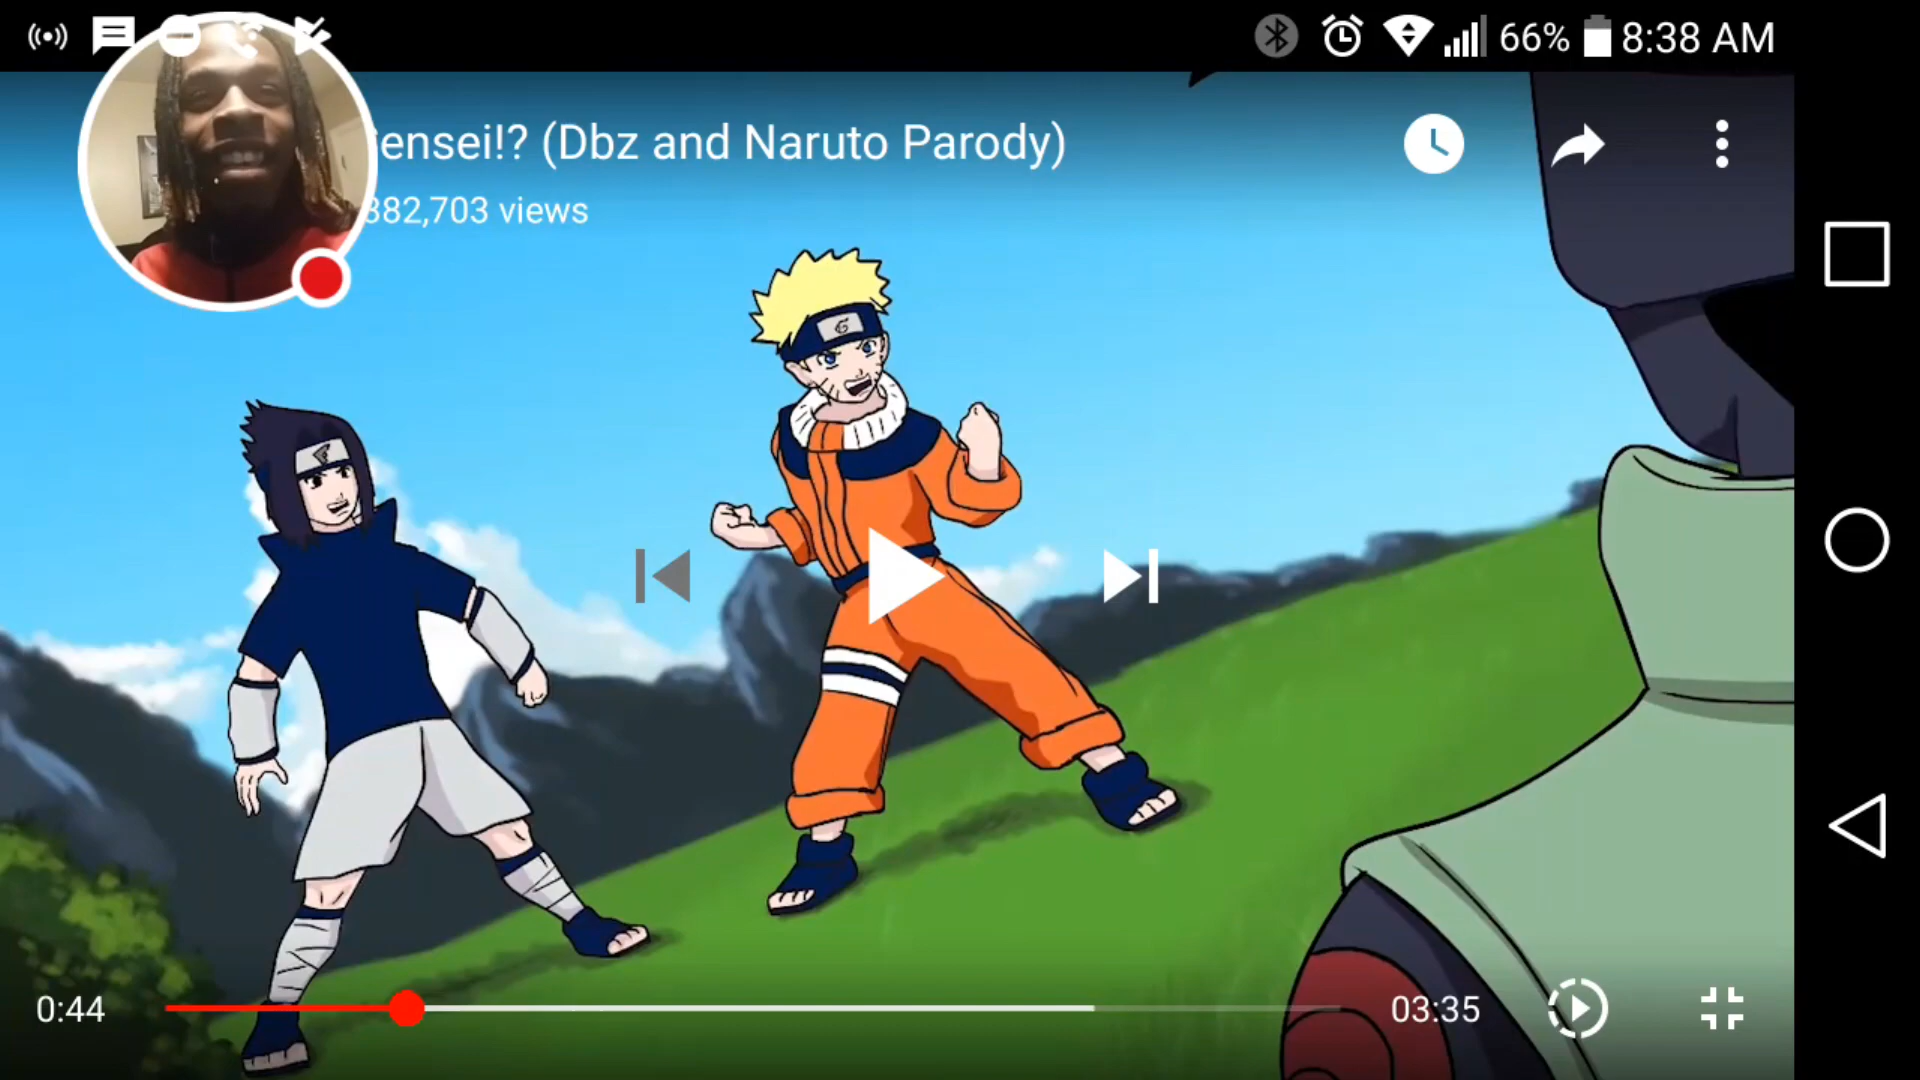 66% 8:38 AM
ensei!? (Dbz and Naruto Parody)
382,703 views
0:44
03:35